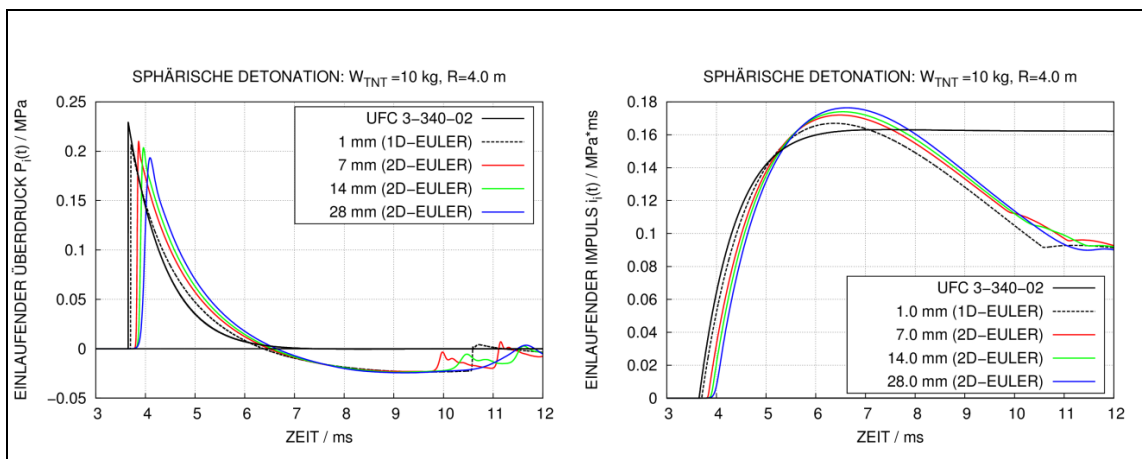 SPHÄRISCHE DETONATION: W_TNT =10 kg, R=4.0 m
EINLAUFENDER ÜBERDRUCK P_i(t) / MPa
0.25
0.2
0.15
0.1
0.05
0
−0.05
UFC 3−340−02
1 mm (1D−EULER)
7 mm (2D−EULER)
14 mm (2D−EULER)
28 mm (2D−EULER)
3 4 5 6 7 8 9 10 11 12
ZEIT / ms
SPHÄRISCHE DETONATION: W_TNT =10 kg, R=4.0 m
EINLAUFENDER IMPULS i_i(t) / MPa*ms
0.18
0.16
0.14
0.12
0.1
0.08
0.06
0.04
0.02
0
UFC 3−340−02
1.0 mm (1D−EULER)
7.0 mm (2D−EULER)
14.0 mm (2D−EULER)
28.0 mm (2D−EULER)
3 4 5 6 7 8 9 10 11 12
ZEIT / ms